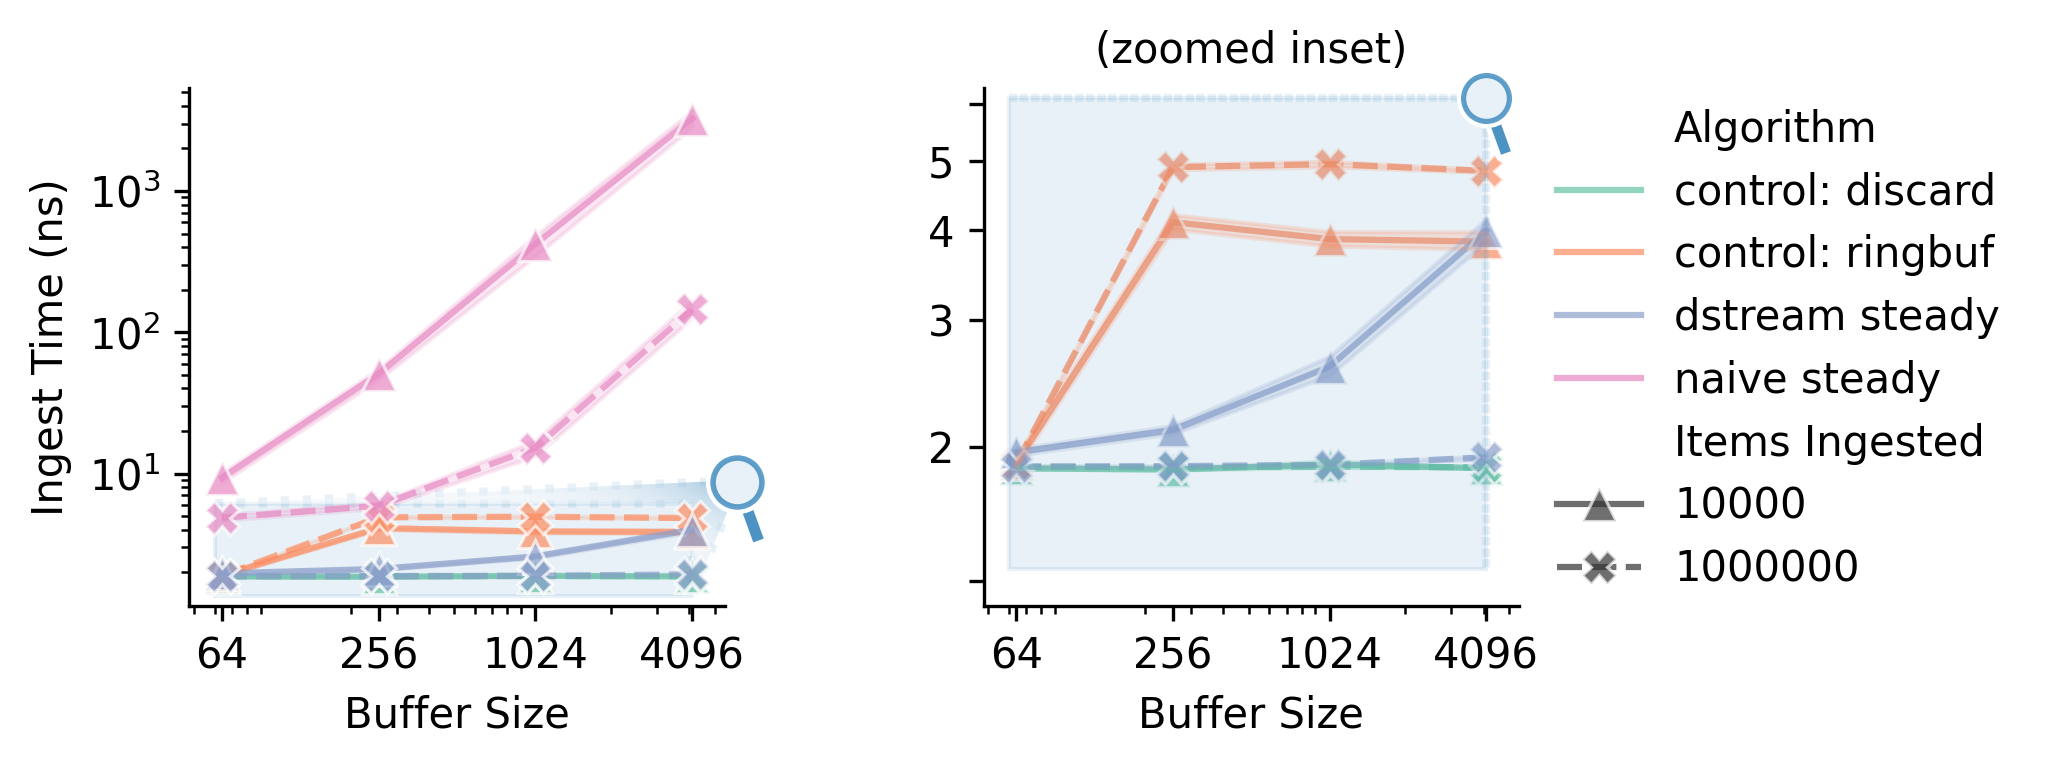 (zoomed inset)
Ingest Time (ns)
10³
10²
10¹
64 256 1024 4096
Buffer Size
5
4
3
2
64 256 1024 4096
Buffer Size
Algorithm
control: discard
control: ringbuf
dstream steady
naive steady
Items Ingested
10000
1000000